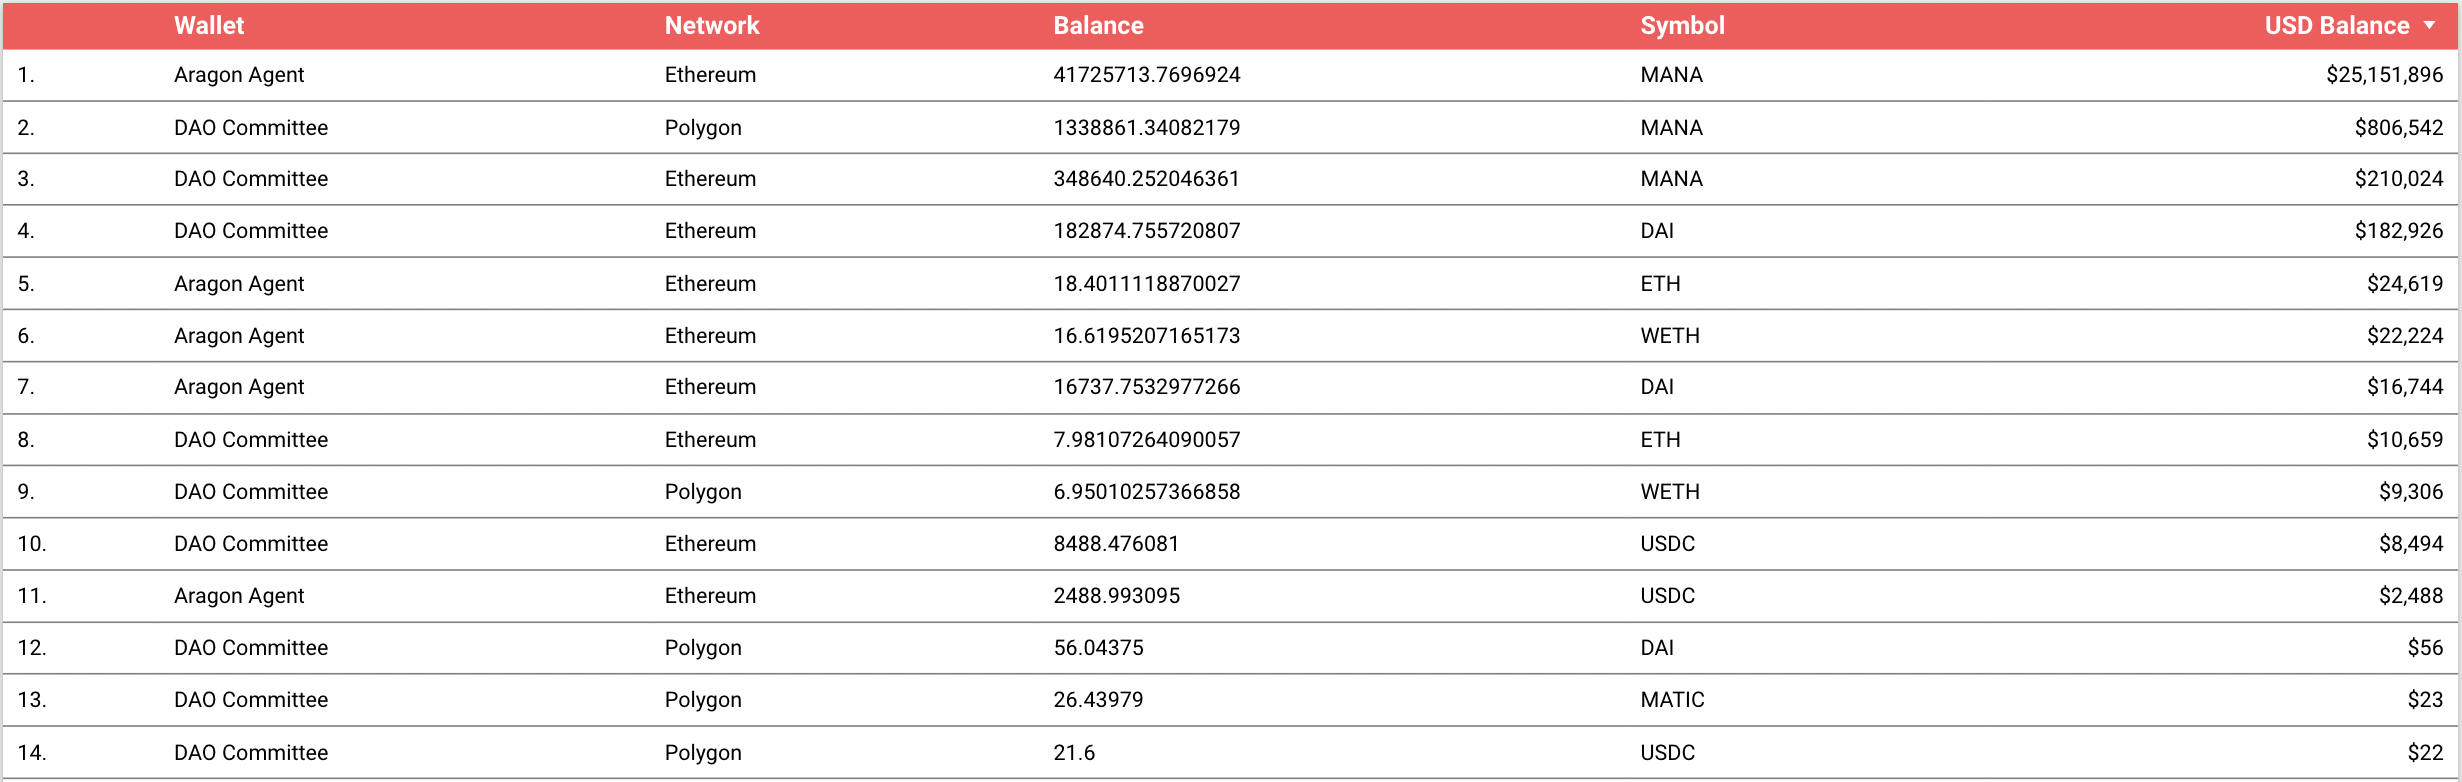 Wallet Network Balance Symbol USD Balance
1. Aragon Agent Ethereum 41725713.7696924 MANA $25,151,896
2. DAO Committee Polygon 1338861.34082179 MANA $806,542
3. DAO Committee Ethereum 348640.252046361 MANA $210,024
4. DAO Committee Ethereum 182874.755720807 DAI $182,926
5. Aragon Agent Ethereum 18.4011118870027 ETH $24,619
6. Aragon Agent Ethereum 16.6195207165173 WETH $22,224
7. Aragon Agent Ethereum 16737.7532977266 DAI $16,744
8. DAO Committee Ethereum 7.98107264090057 ETH $10,659
9. DAO Committee Polygon 6.95010257366858 WETH $9,306
10. DAO Committee Ethereum 8488.476081 USDC $8,494
11. Aragon Agent Ethereum 2488.993095 USDC $2,488
12. DAO Committee Polygon 56.04375 DAI $56
13. DAO Committee Polygon 26.43979 MATIC $23
14. DAO Committee Polygon 21.6 USDC $22